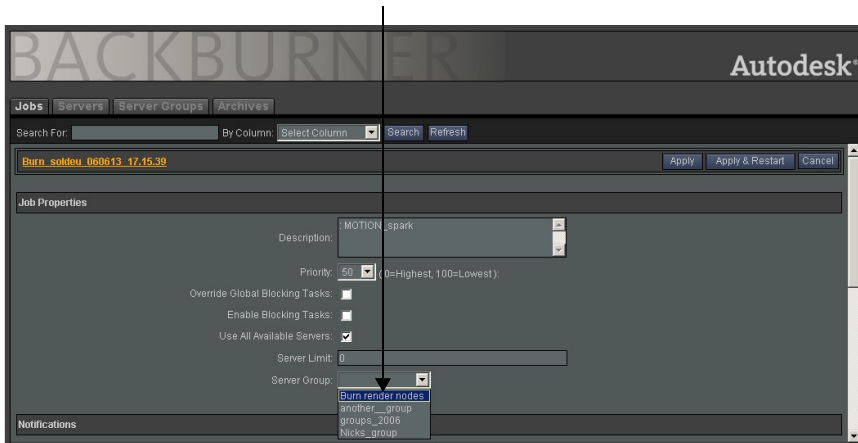 BACKBURNER
Autodesk®
Jobs Servers Server Groups Archives
Search For: By Column: Select Column Search Refresh
Burn_soldeu_060613_17.15.39 Apply Apply & Restart Cancel
Job Properties
Description: : MOTION_spark
Priority: 50 ( 0=Highest, 100=Lowest ):
Override Global Blocking Tasks:
Enable Blocking Tasks:
Use All Available Servers:
Server Limit: 0
Server Group:
Burn render nodes
another__group
groups_2006
Nicks_group
Notifications